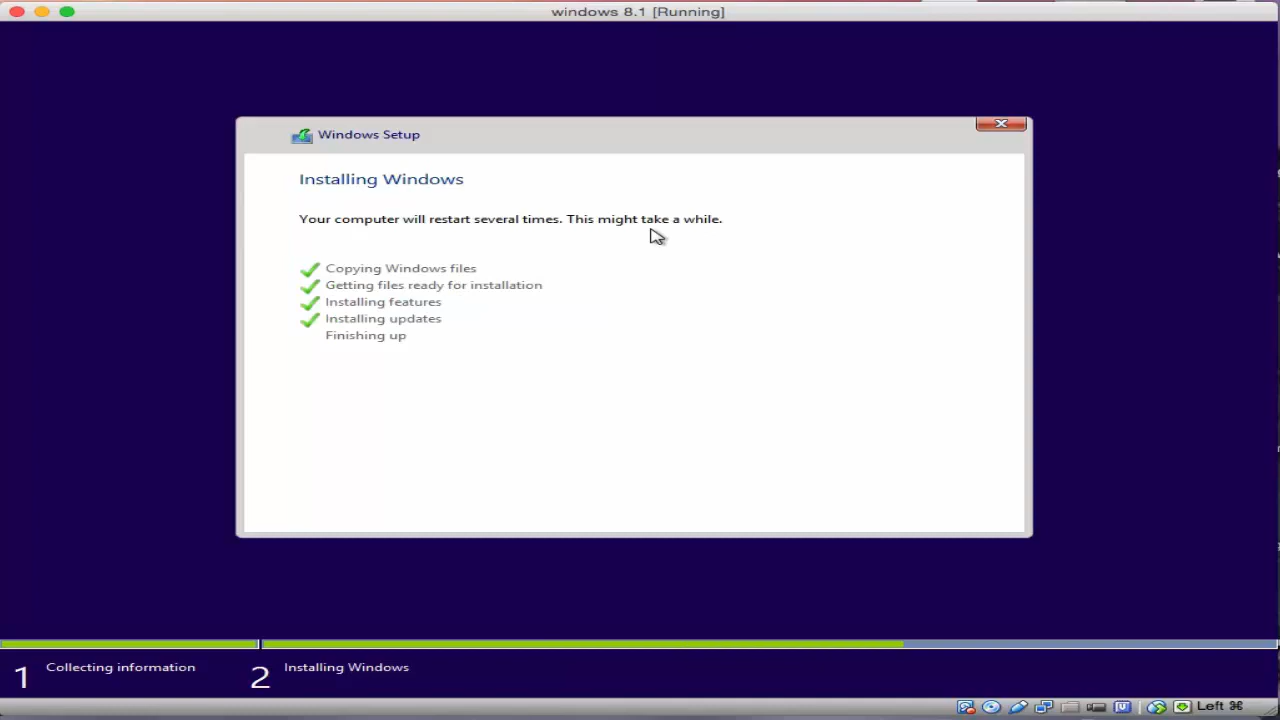 windows 8.1 [Running]
Windows Setup
Installing Windows
Your computer will restart several times. This might take a while.
Copying Windows files
Getting files ready for installation
Installing features
Installing updates
Finishing up
1 Collecting information
2 Installing Windows
Left ⌘